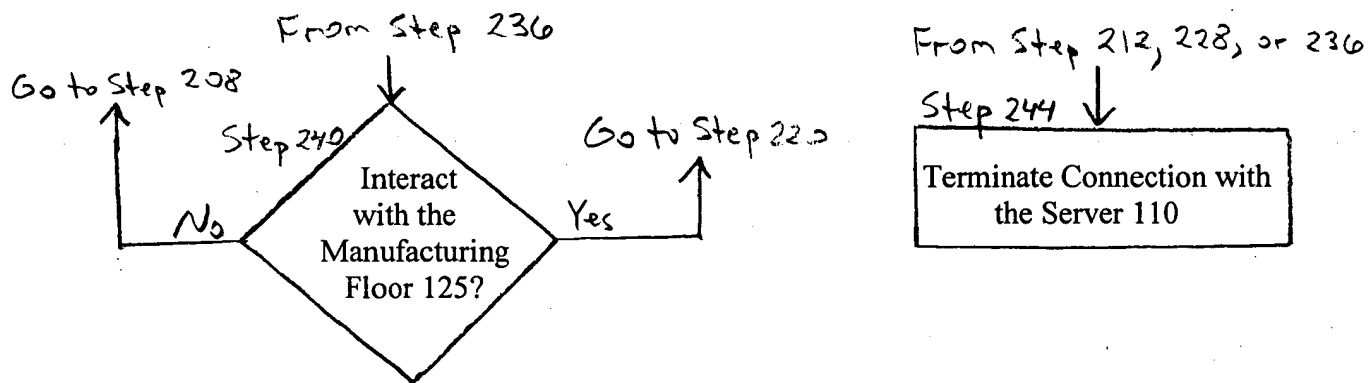 From Step 236
Go to Step 208
Step 240
Go to Step 220
Interact
with the
Manufacturing
Floor 125?
No
Yes
From Step 212, 228, or 236
Step 244
Terminate Connection with
the Server 110